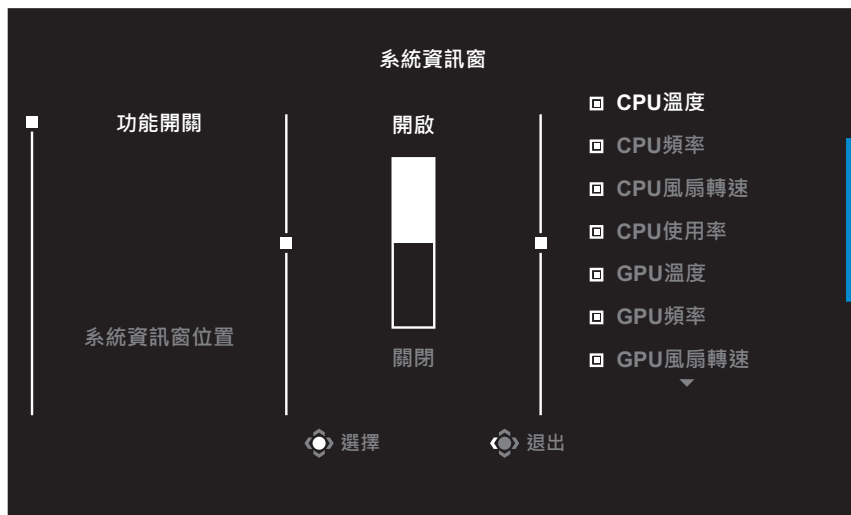 系統資訊窗
功能開關
系統資訊窗位置
開啟
關閉
CPU溫度
CPU頻率
CPU風扇轉速
CPU使用率
GPU溫度
GPU頻率
GPU風扇轉速
選擇
退出